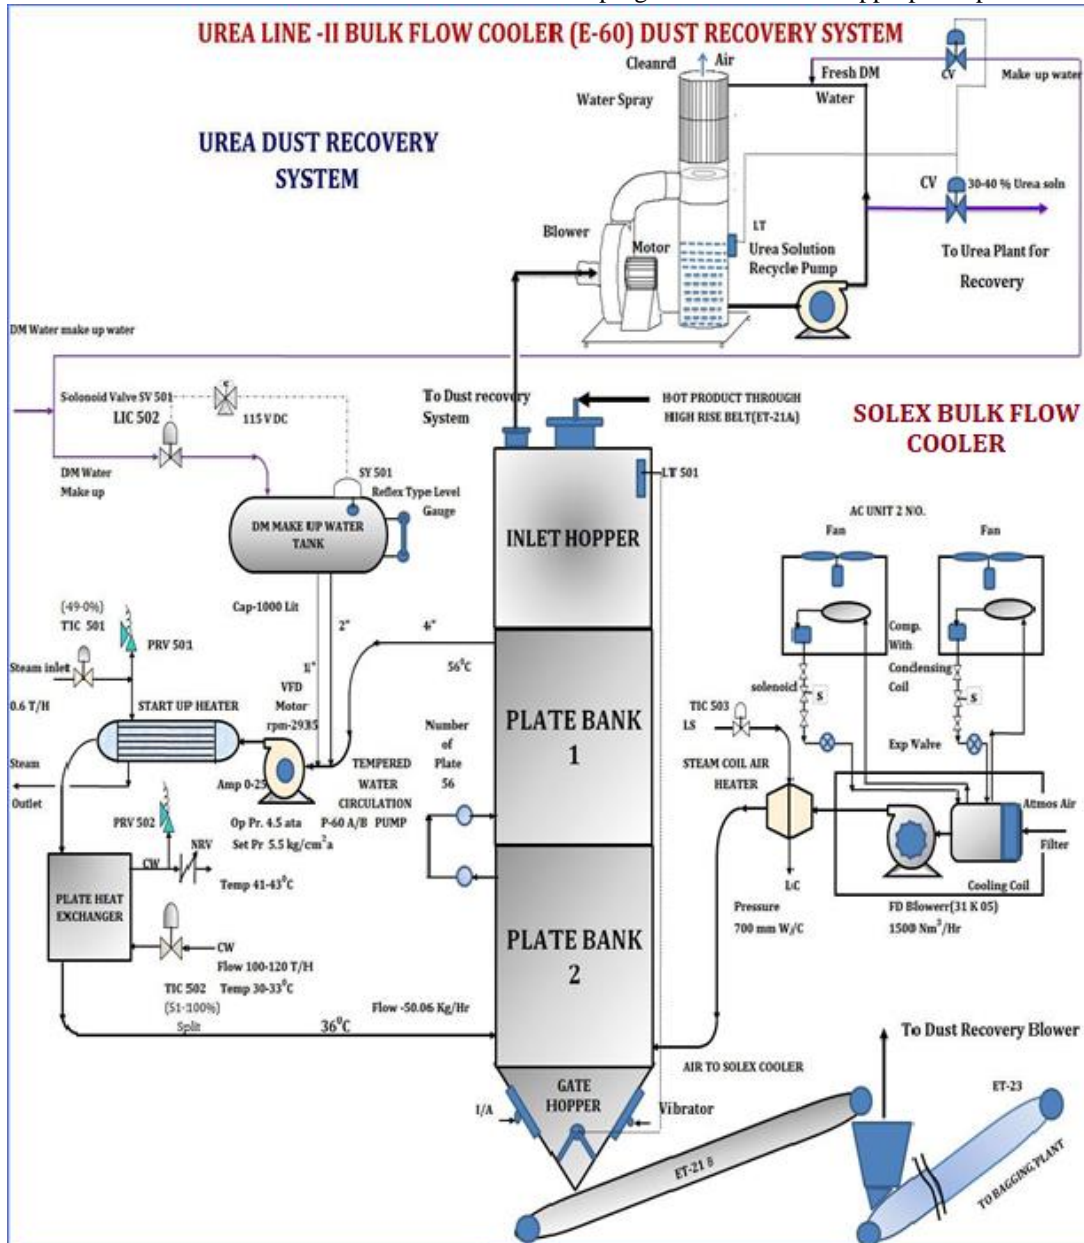 UREA LINE -II BULK FLOW COOLER (E-60) DUST RECOVERY SYSTEM
Cleanrd
Air
Fresh DM
Water
CV
Make up water
Water Spray
UREA DUST RECOVERY
SYSTEM
CV
30-40 % Urea soln
LT
Blower
Motor
Urea Solution
Recycle Pump
To Urea Plant for
Recovery
DM Water make up water
Solonoid Valve SV 501
LIC 502
115 V DC
To Dust recovery
System
HOT PRODUCT THROUGH
HIGH RISE BELT(ET-21A)
SOLEX BULK FLOW
COOLER
DM Water
Make up
SY 501
Reflex Type Level
Gauge
LT 501
DM MAKE UP WATER
TANK
INLET HOPPER
AC UNIT 2 NO.
Fan
Fan
Cap-1000 Lit
(-49-0%)
TIC 501
PRV 501
2"
4"
Comp.
With
Condensing
Coil
Steam inlet
56⁰C
solenoid
S
S
0.6 T/H
START UP HEATER
VFD
Motor
rpm-2935
PLATE BANK
1
Number
of
Plate
56
TIC 503
LS
Exp Valve
Steam
Outlet
Amp 0-25
TEMPERED
WATER
CIRCULATION
P-60 A/B PUMP
STEAM COIL AIR
HEATER
Atmos Air
Filter
PRV 502
Op Pr. 4.5 ata
Set Pr 5.5 kg/cm²a
NRV
CW
Temp 41-43⁰C
LC
Cooling Coil
PLATE HEAT
EXCHANGER
Pressure
700 mm W/C
FD Blowerr(31 K 05)
1500 Nm³/Hr
PLATE BANK
2
CW
Flow 100-120 T/H
TIC 502
Temp 30-33⁰C
(51-100%)
Split
Flow -50.06 Kg/Hr
36⁰C
To Dust Recovery Blower
AIR TO SOLEX COOLER
GATE
HOPPER
I/A
Vibrator
ET-23
ET-21 B
TO BAGGING PLANT